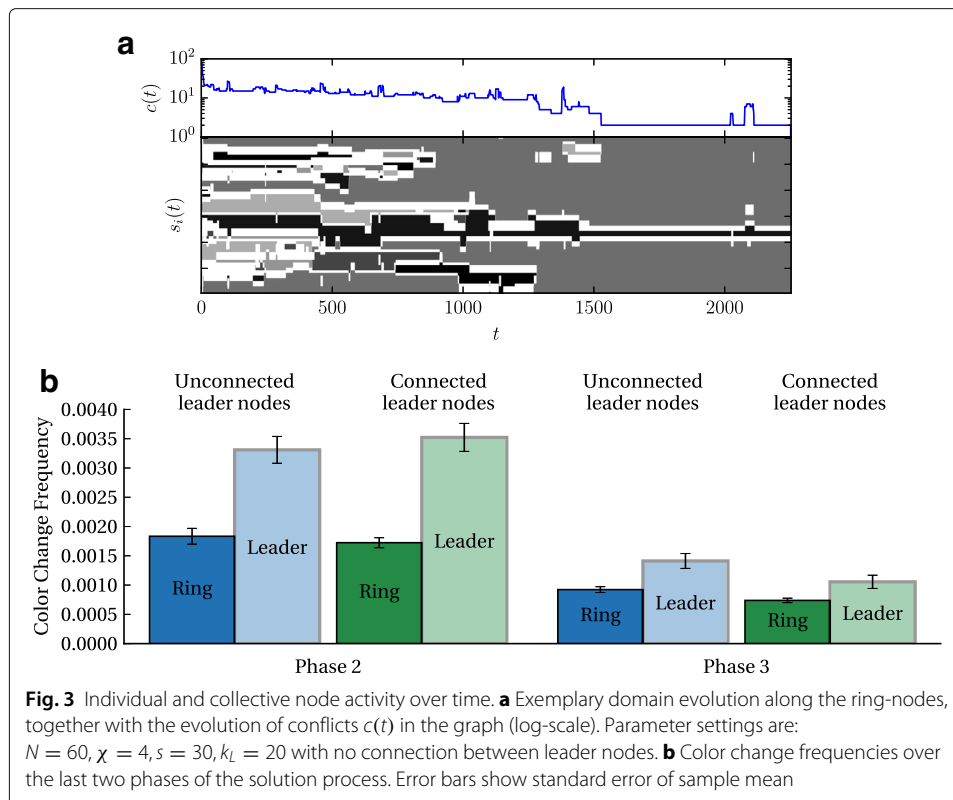 a
10^2
10^1
10^0
c(t)
s_i(t)
0 500 1000 1500 2000
t
b
Unconnected leader nodes
Connected leader nodes
Unconnected leader nodes
Connected leader nodes
0.0040
0.0035
0.0030
0.0025
0.0020
0.0015
0.0010
0.0005
0.0000
Color Change Frequency
Ring
Leader
Ring
Leader
Ring
Leader
Ring
Leader
Phase 2
Phase 3
Fig. 3 Individual and collective node activity over time. a Exemplary domain evolution along the ring-nodes,
together with the evolution of conflicts c(t) in the graph (log-scale). Parameter settings are:
N = 60, χ = 4, s = 30, k_L = 20 with no connection between leader nodes. b Color change frequencies over
the last two phases of the solution process. Error bars show standard error of sample mean